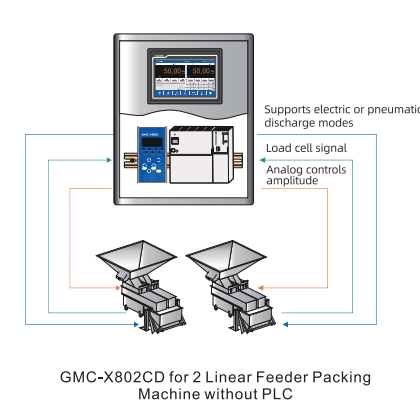 50.00
50.00
GMC-X802
Supports electric or pneumatic
discharge modes
Load cell signal
Analog controls
amplitude
GMC-X802CD for 2 Linear Feeder Packing
Machine without PLC